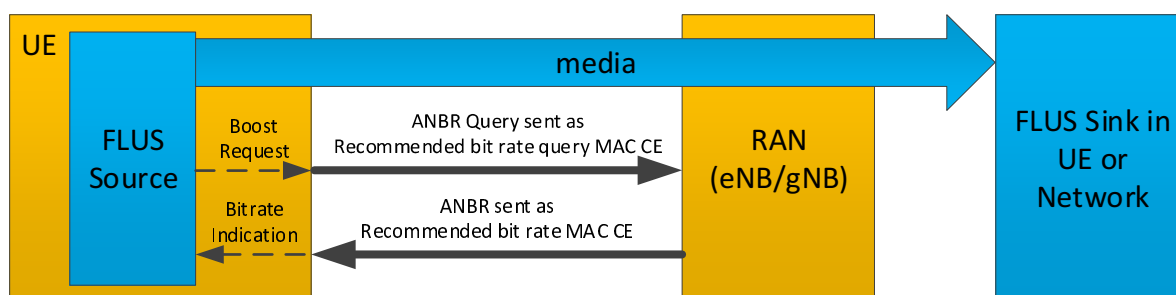 UE
media
FLUS
Source
Boost
Request
ANBR Query sent as
Recommended bit rate query MAC CE
Bitrate
Indication
ANBR sent as
Recommended bit rate MAC CE
RAN
(eNB/gNB)
FLUS Sink in
UE or
Network